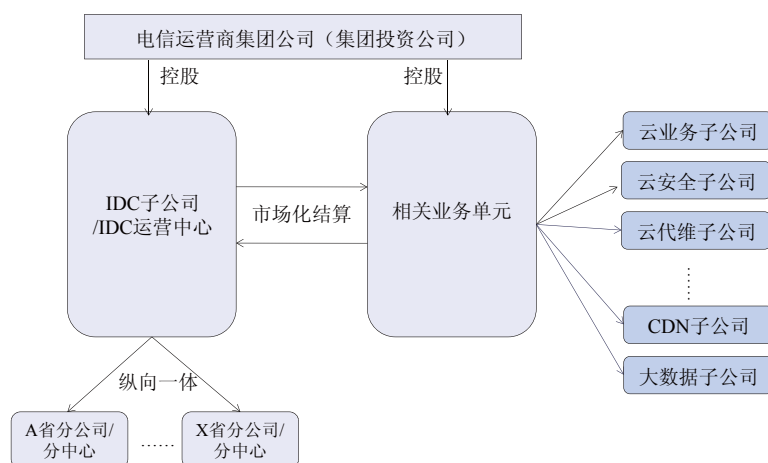 电信运营商集团公司（集团投资公司）
控股
控股
IDC子公司
/IDC运营中心
市场化结算
相关业务单元
云业务子公司
云安全子公司
云代维子公司
……
CDN子公司
大数据子公司
纵向一体
A省分公司/
分中心
……
X省分公司/
分中心